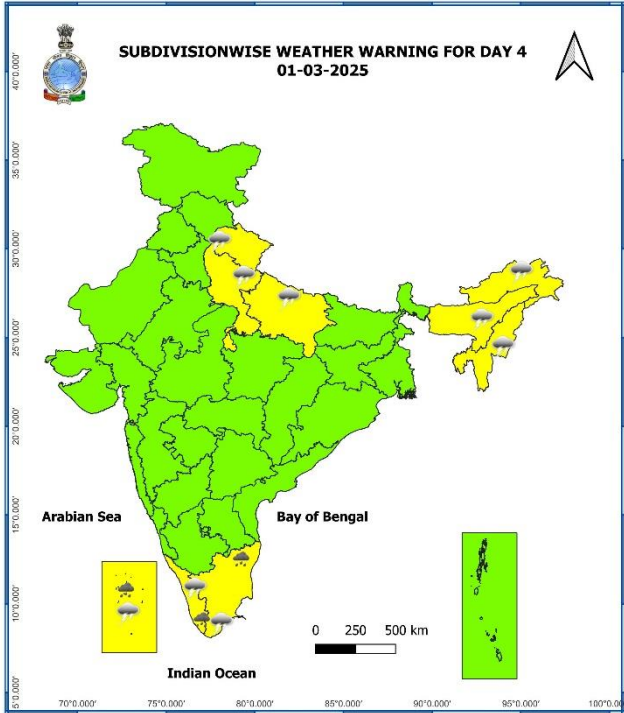 SUBDIVISIONWISE WEATHER WARNING FOR DAY 4
01-03-2025
40°0.000'
35°0.000'
30°0.000'
25°0.000'
20°0.000'
15°0.000'
10°0.000'
5°0.000'
Arabian Sea
Bay of Bengal
0 250 500 km
Indian Ocean
70°0.000' 75°0.000' 80°0.000' 85°0.000' 90°0.000' 95°0.000' 100°0.0